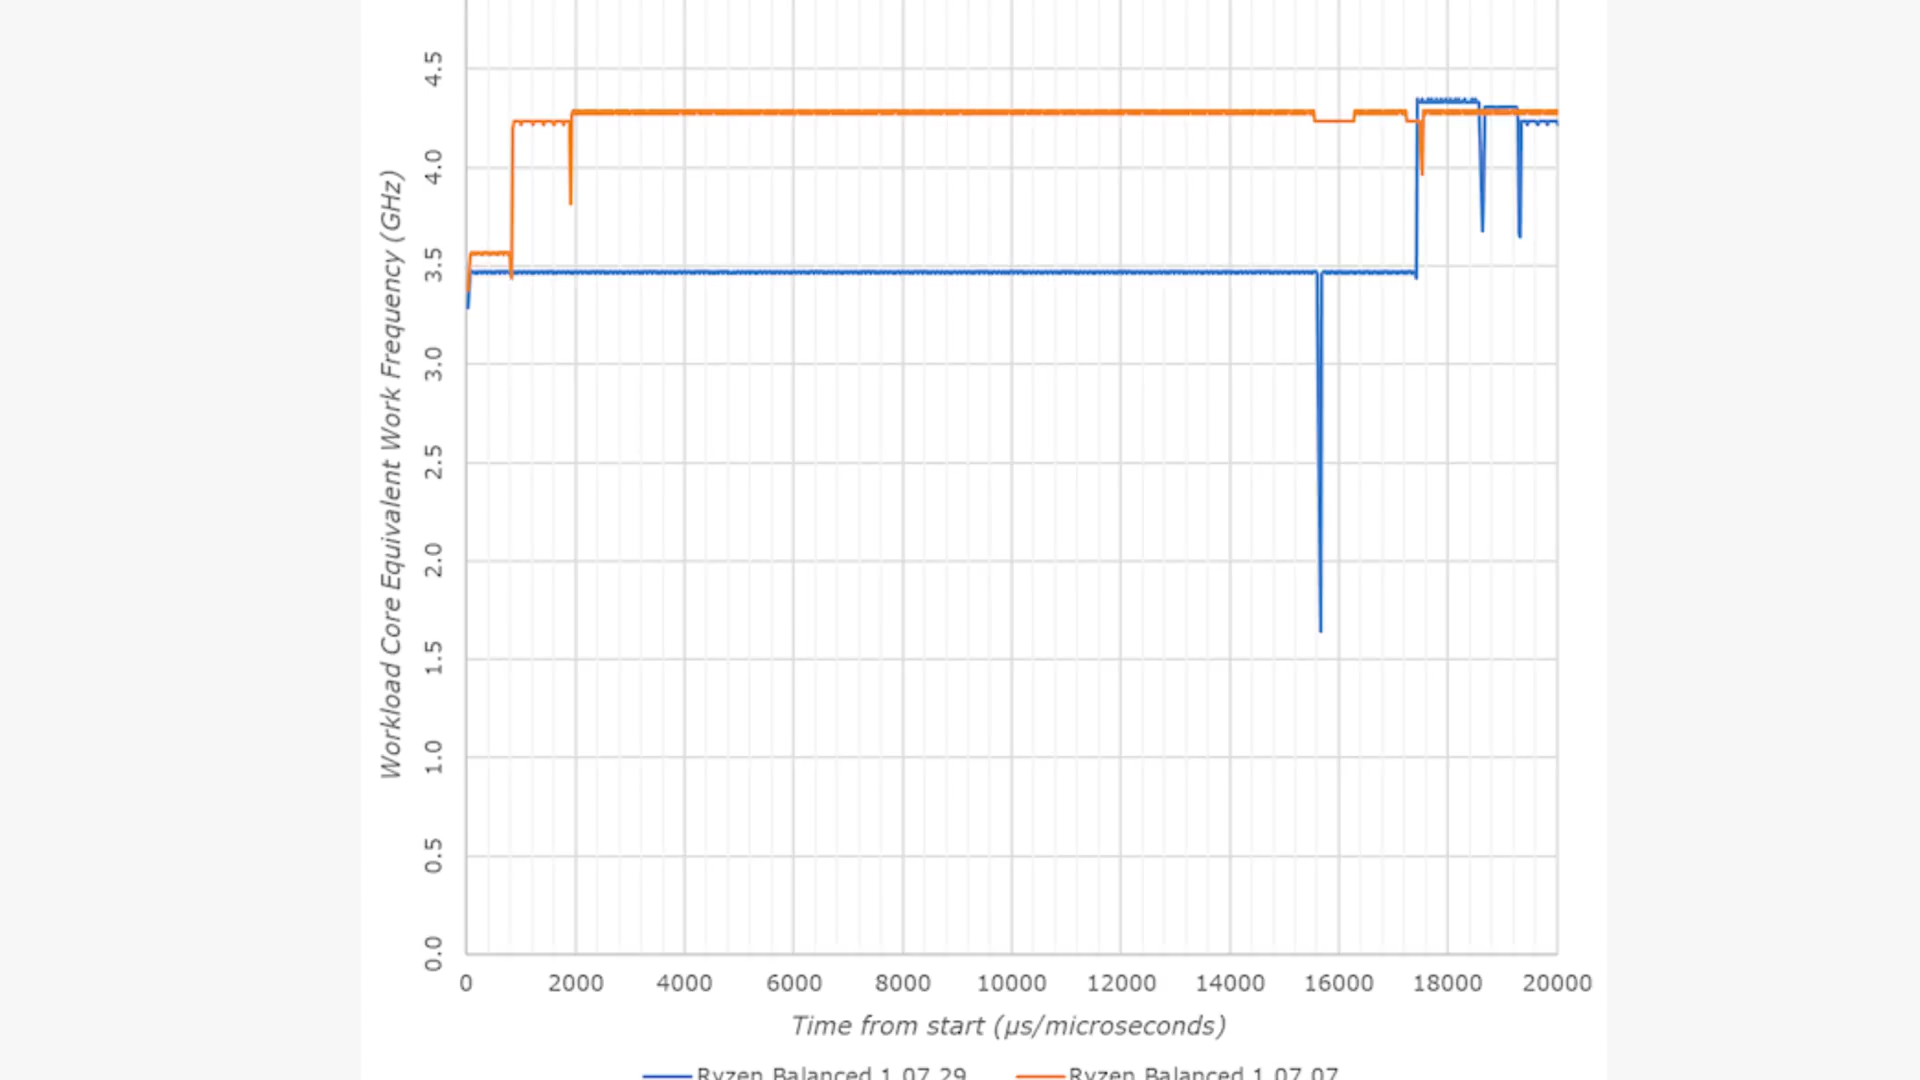 Workload Core Equivalent Work Frequency (GHz)
4.5
4.0
3.5
3.0
2.5
2.0
1.5
1.0
0.5
0.0
0 2000 4000 6000 8000 10000 12000 14000 16000 18000 20000
Time from start (µs/microseconds)
Ryzen Balanced 1.07.29 Ryzen Balanced 1.07.07